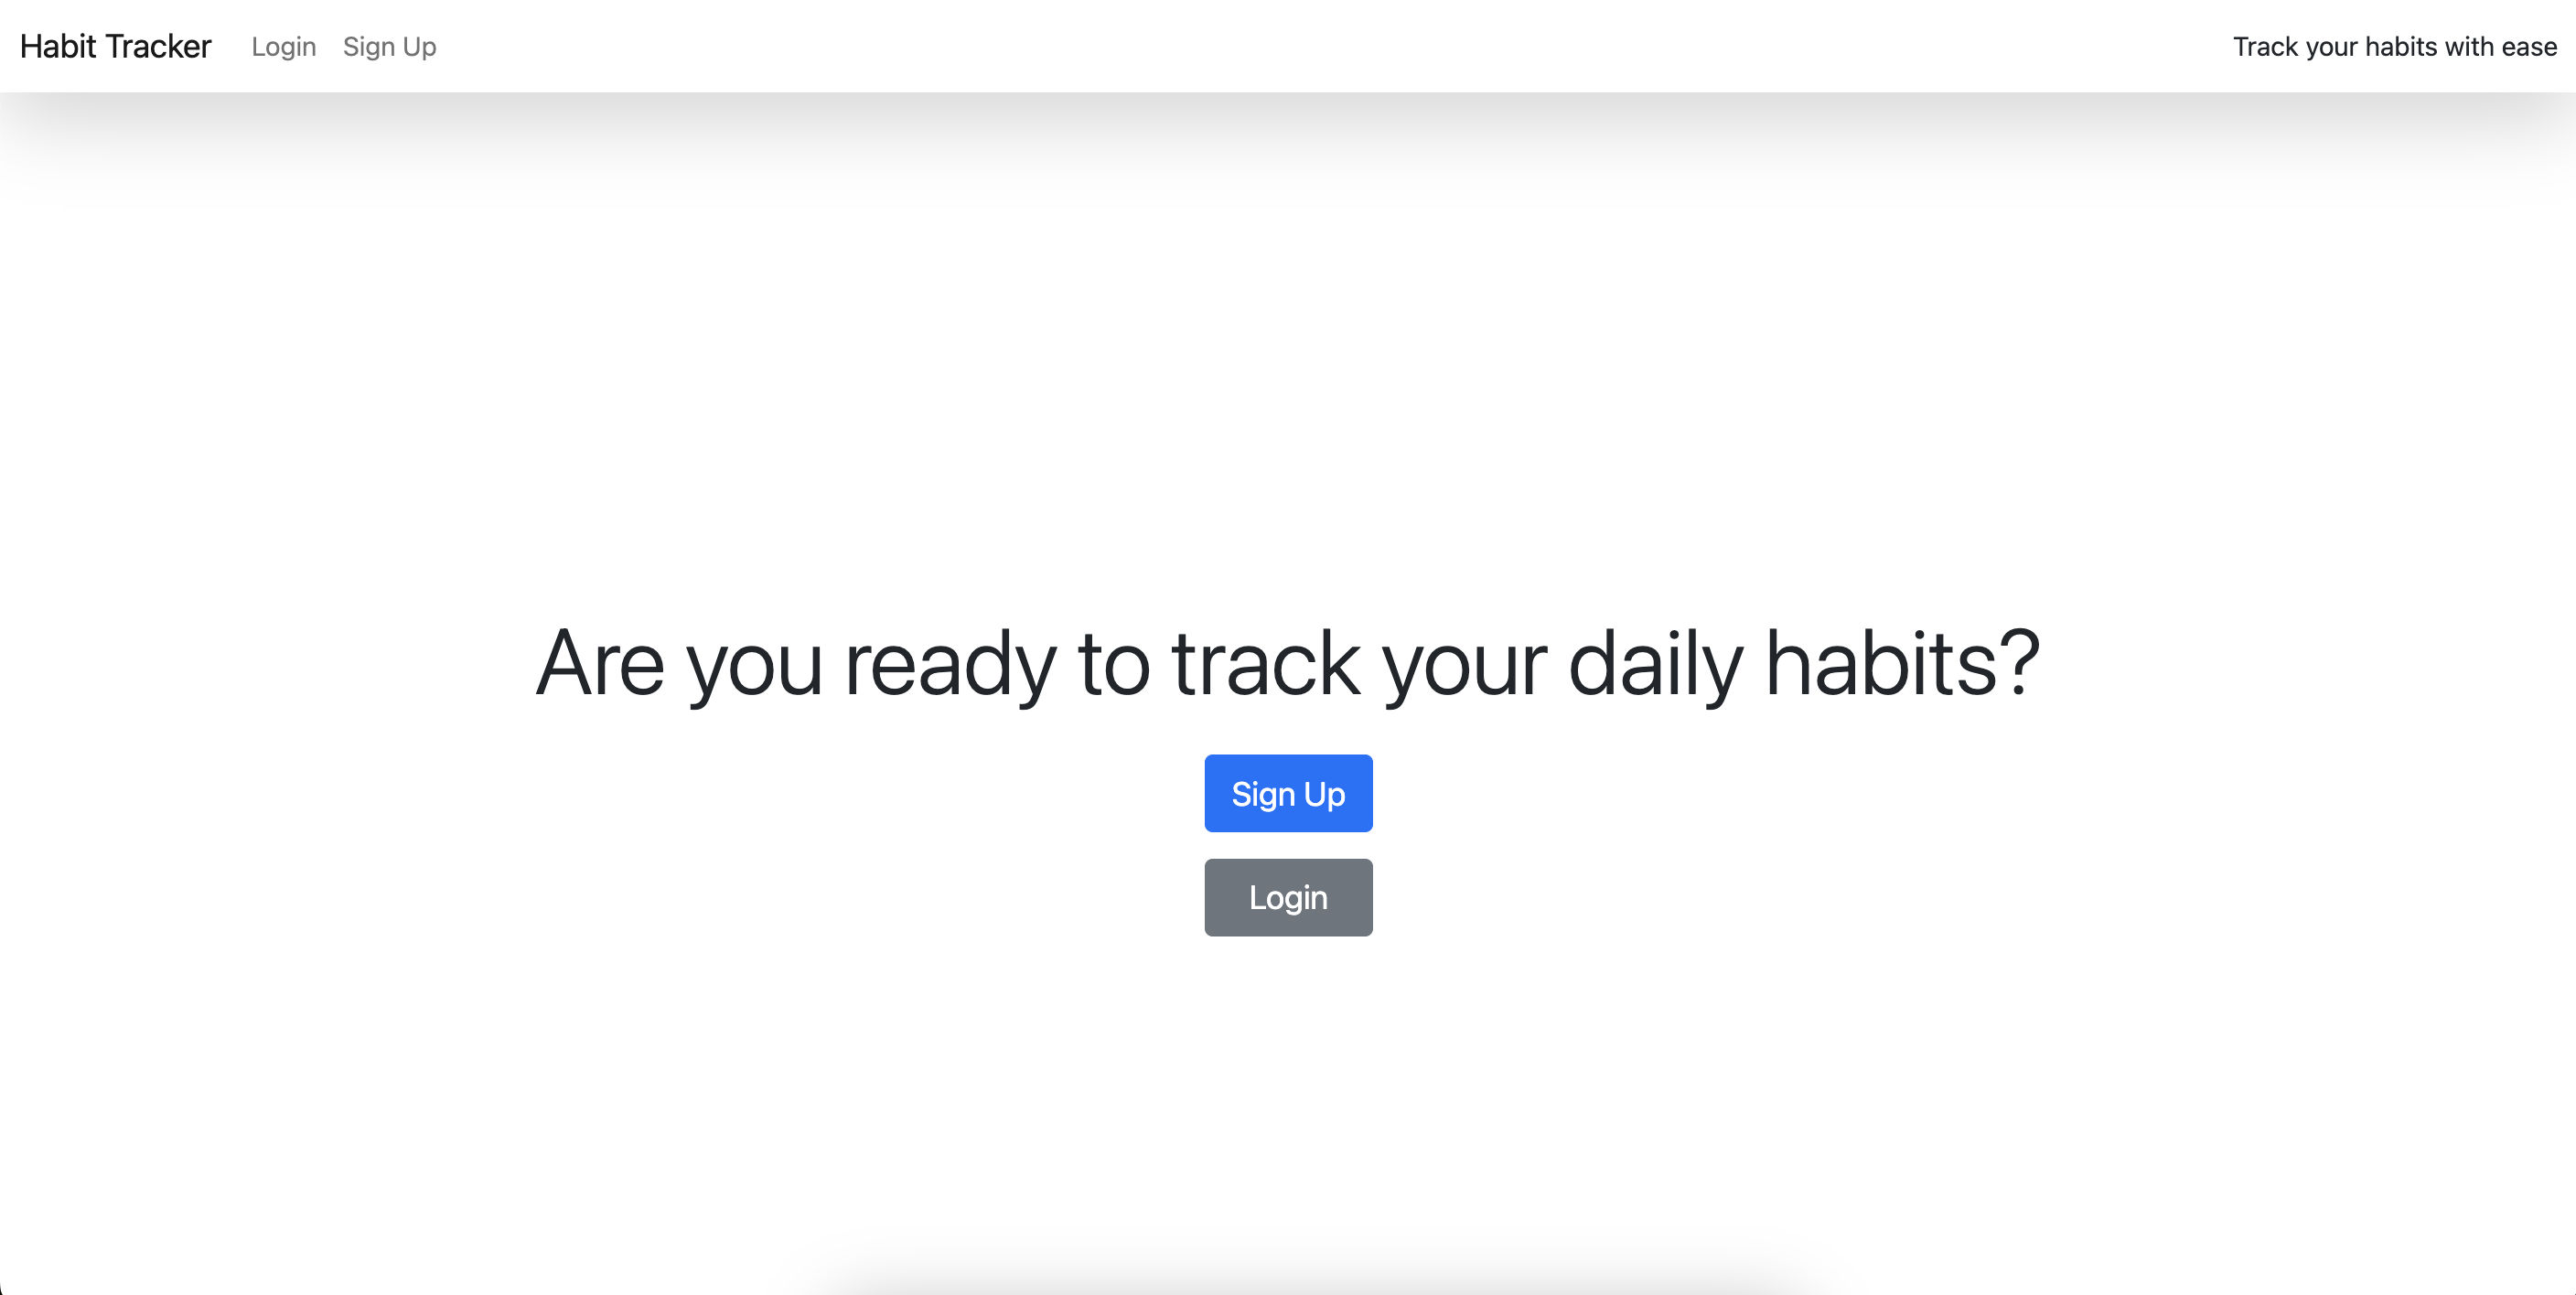 Habit Tracker Login Sign Up Track your habits with ease
Are you ready to track your daily habits?
Sign Up
Login